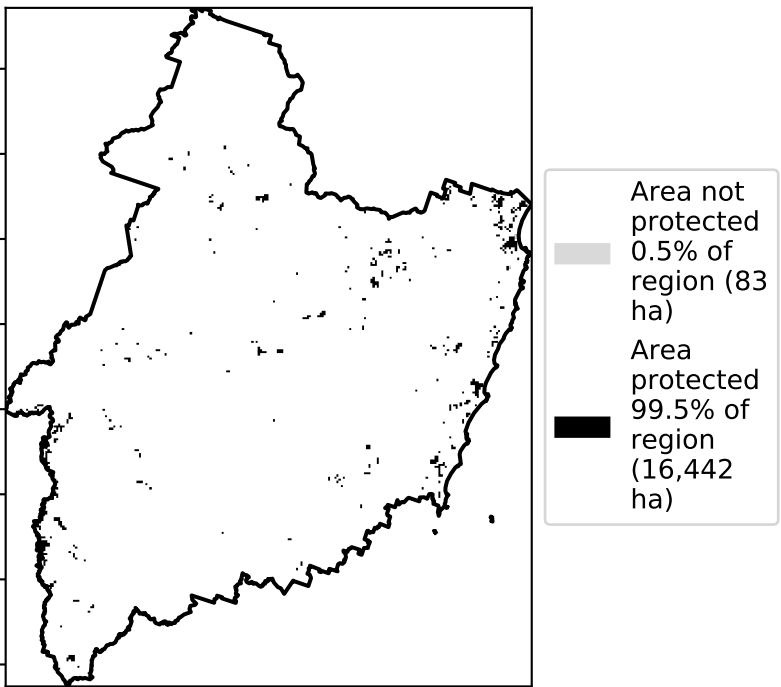 Area not
protected
0.5% of
region (83
ha)
Area
protected
99.5% of
region
(16,442
ha)